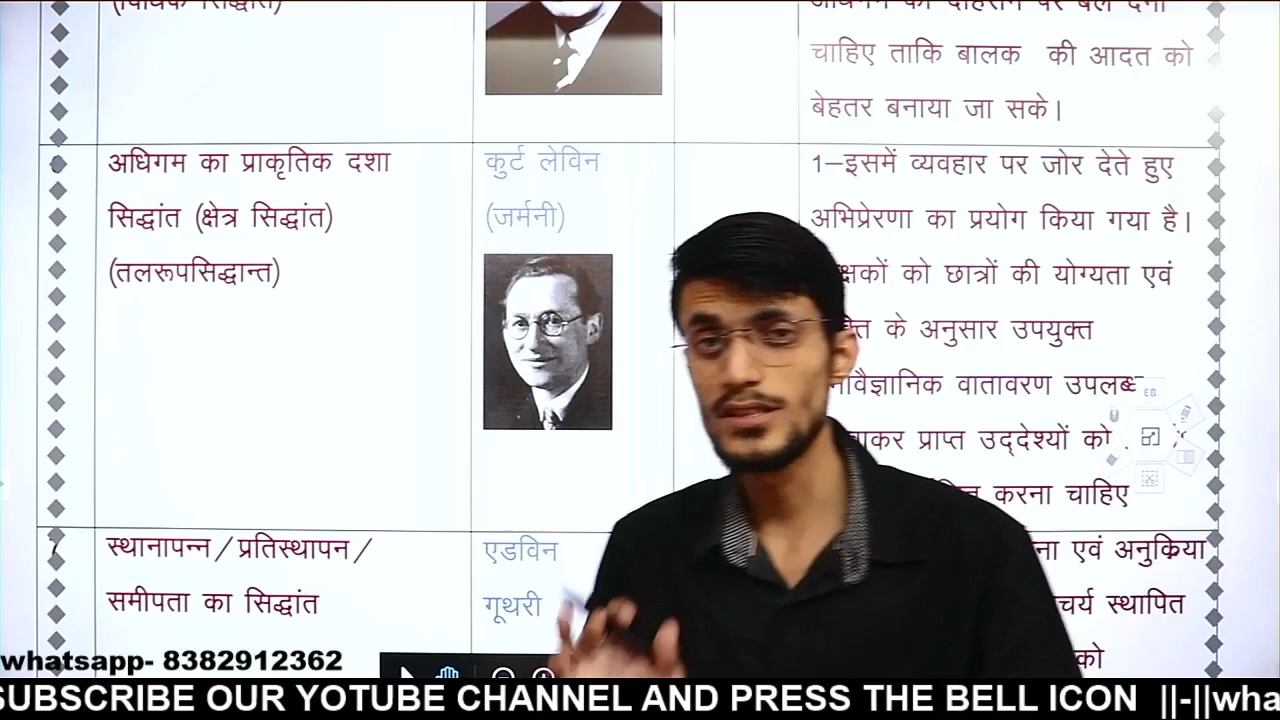 चाहिए ताकि बालक की आदत को
बेहतर बनाया जा सके।
अधिगम का प्राकृतिक दशा
सिद्धांत (क्षेत्र सिद्धांत)
(तलरूपसिद्धान्त)
कुर्ट लेविन
(जर्मनी)
1–इसमें व्यवहार पर जोर देते हुए
अभिप्रेरणा का प्रयोग किया गया है।
को छात्रों की योग्यता एवं
के अनुसार उपयुक्त
वातावरण
प्राप्त उद्देश्यों को
करना चाहिए
स्थानापन्न/प्रतिस्थापन/
समीपता का सिद्धांत
एडविन
गूथरी
एवं अनुक्रिया
स्थापित
को
whatsapp- 8382912362
SUBSCRIBE OUR YOTUBE CHANNEL AND PRESS THE BELL ICON ||-||wha